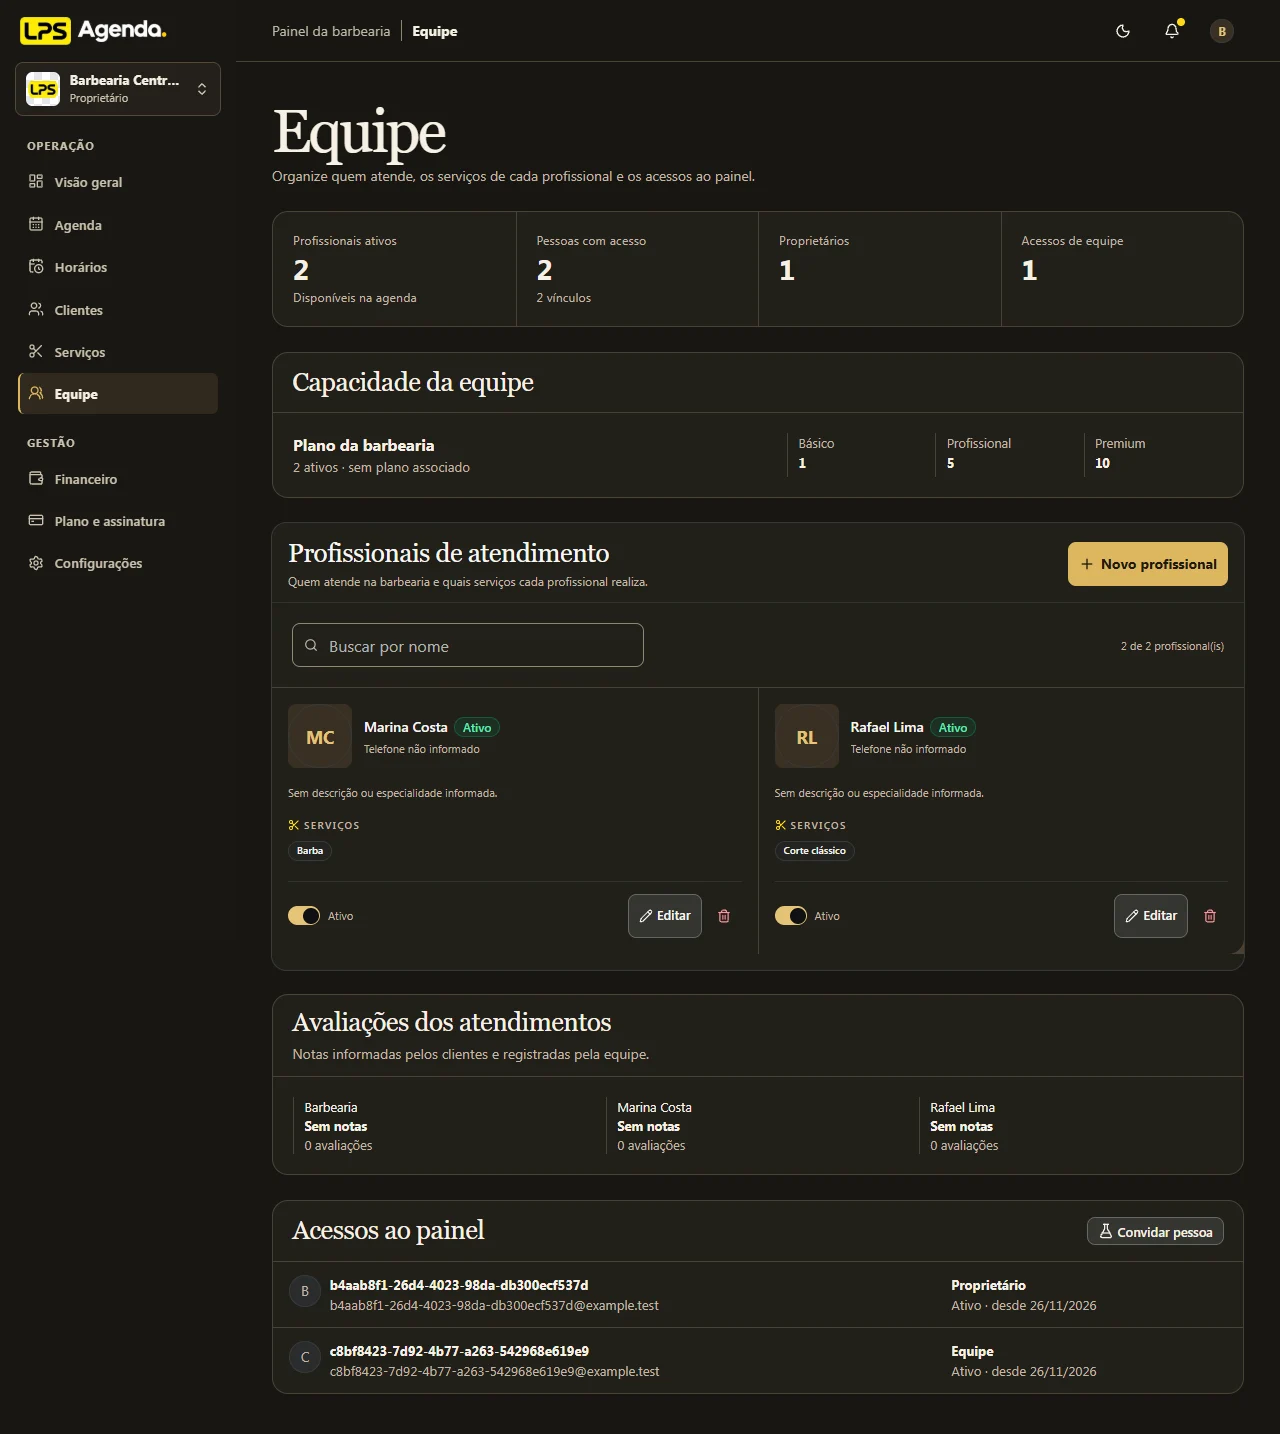 LPS Agenda.
LPS
Barbearia Centr...
Proprietário
OPERAÇÃO
Visão geral
Agenda
Horários
Clientes
Serviços
Equipe
GESTÃO
Financeiro
Plano e assinatura
Configurações
Painel da barbearia
Equipe
B
Equipe
Organize quem atende, os serviços de cada profissional e os acessos ao painel.
Profissionais ativos
2
Disponíveis na agenda
Pessoas com acesso
2
2 vínculos
Proprietários
1
Acessos de equipe
1
Capacidade da equipe
Plano da barbearia
2 ativos · sem plano associado
Básico
1
Profissional
5
Premium
10
Profissionais de atendimento
Quem atende na barbearia e quais serviços cada profissional realiza.
Novo profissional
Buscar por nome
2 de 2 profissional(is)
MC
Marina Costa
Ativo
Telefone não informado
Sem descrição ou especialidade informada.
SERVIÇOS
Barba
Ativo
Editar
RL
Rafael Lima
Ativo
Telefone não informado
Sem descrição ou especialidade informada.
SERVIÇOS
Corte clássico
Ativo
Editar
Avaliações dos atendimentos
Notas informadas pelos clientes e registradas pela equipe.
Barbearia
Sem notas
0 avaliações
Marina Costa
Sem notas
0 avaliações
Rafael Lima
Sem notas
0 avaliações
Acessos ao painel
Convidar pessoa
B
b4aab8f1-26d4-4023-98da-db300ecf537d
b4aab8f1-26d4-4023-98da-db300ecf537d@example.test
Proprietário
Ativo · desde 26/11/2026
C
c8bf8423-7d92-4b77-a263-542968e619e9
c8bf8423-7d92-4b77-a263-542968e619e9@example.test
Equipe
Ativo · desde 26/11/2026